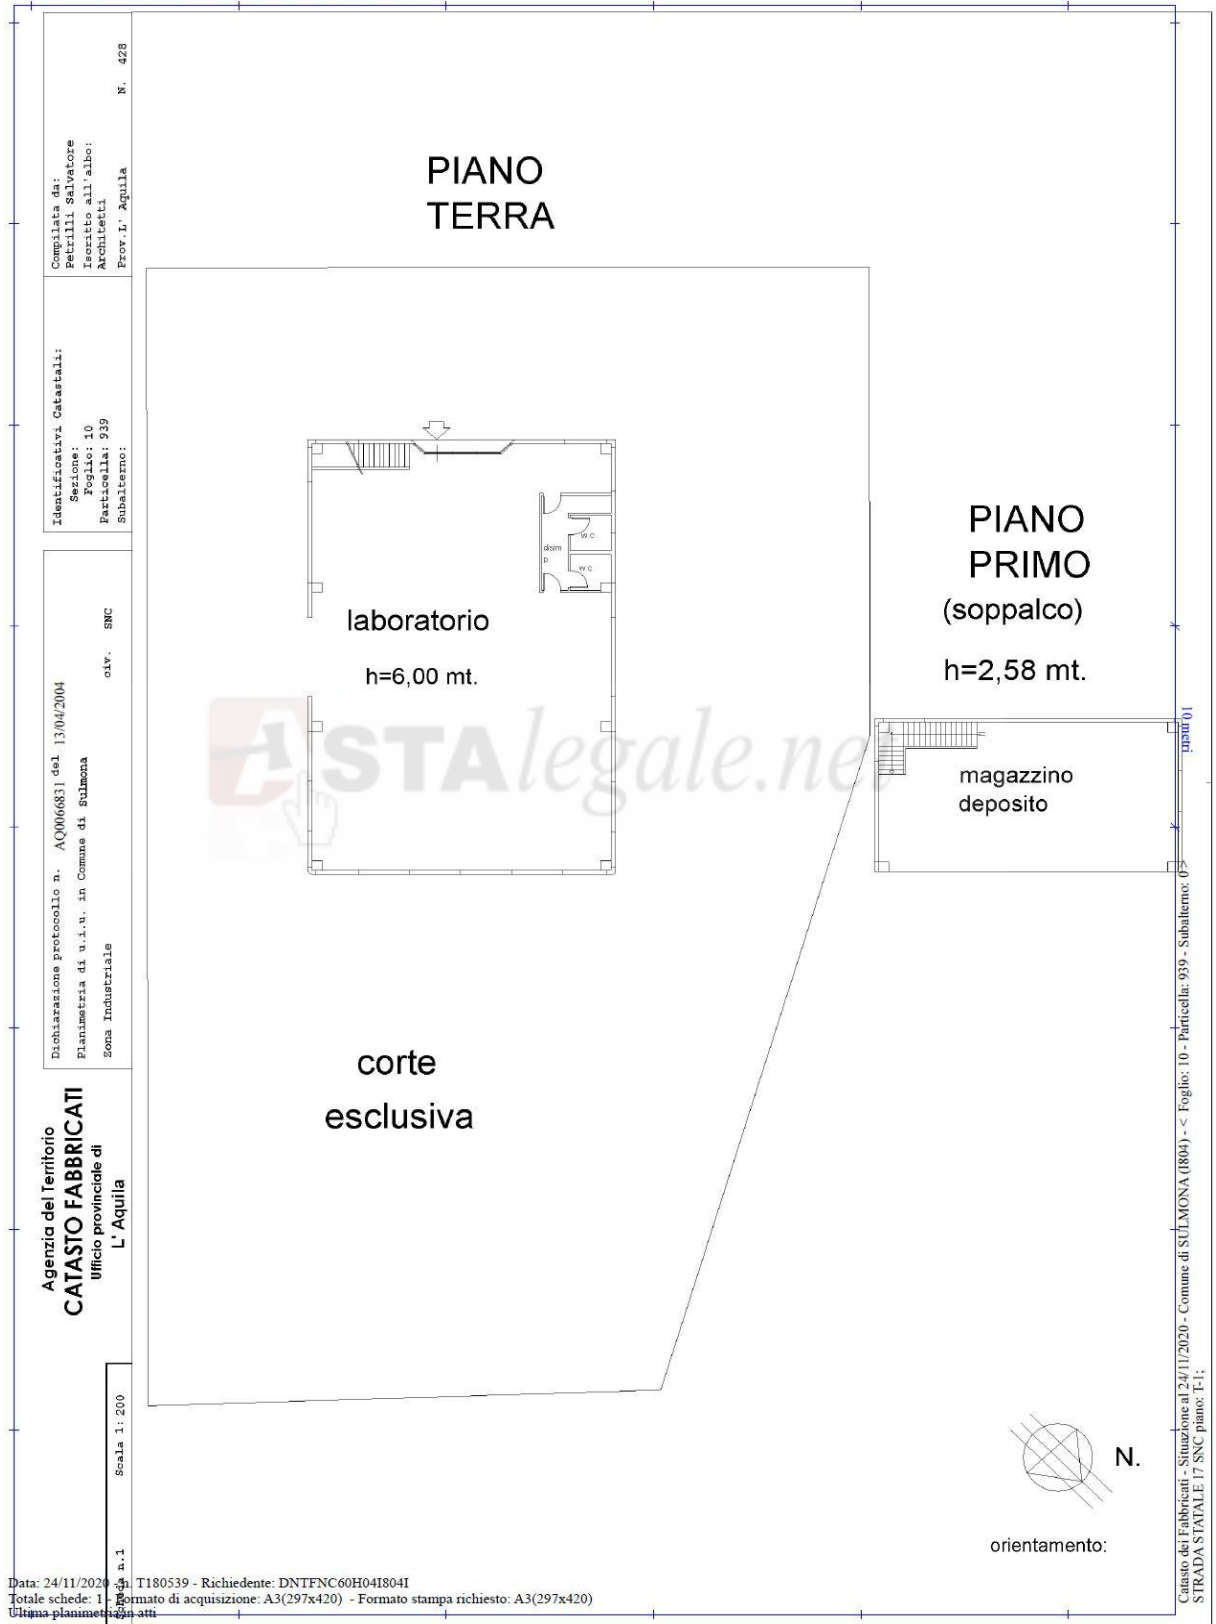 PIANO
TERRA
PIANO
PRIMO
(soppalco)
h=2,58 mt.
magazzino
deposito
laboratorio
h=6,00 mt.
disim
p
w.c.
w.c.
corte
esclusiva
ASTAlegale.net
10 metri
N.
orientamento:
Compilata da:
Petrilli Salvatore
Iscritto all'albo:
Architetti
Prov. L' Aquila N. 428
Identificativi Catastali:
Sezione:
Foglio: 10
Particella: 939
Subalterno:
Dichiarazione protocollo n. AQ0066831 del 13/04/2004
Planimetria di u.i.u. in Comune di Sulmona
Zona Industriale civ. SNC
Agenzia del Territorio
CATASTO FABBRICATI
Ufficio provinciale di
L' Aquila
Scala 1: 200
Scheda n.1
Catasto dei Fabbricati - Situazione al 24/11/2020 - Comune di SULMONA (I804) - < Foglio: 10 - Particella: 939 - Subalterno: 0 >
STRADA STATALE 17 SNC piano: T-1;
Data: 24/11/2020 - n. T180539 - Richiedente: DNTFNC60H04I804I
Totale schede: 1 - Formato di acquisizione: A3(297x420) - Formato stampa richiesto: A3(297x420)
Ultima planimetria in atti